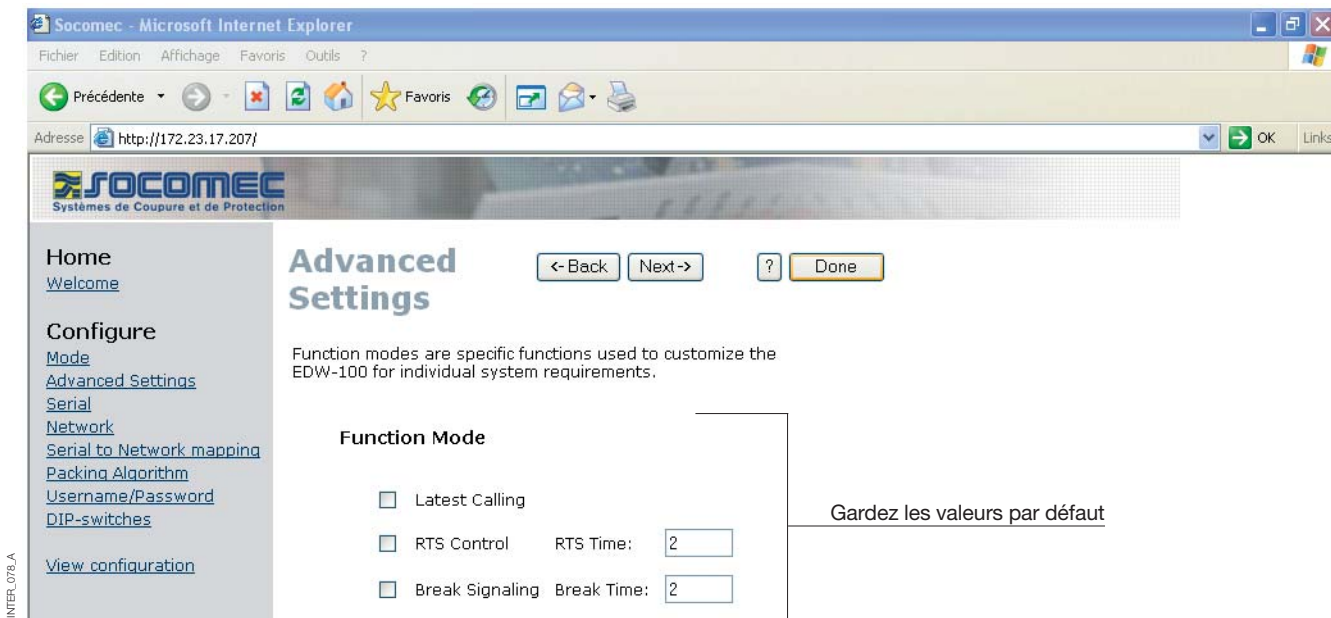 Socomec - Microsoft Internet Explorer
Fichier Edition Affichage Favoris Outils ?
Précédente Favoris
Adresse http://172.23.17.207/ OK Links
SOCOMEC
Systèmes de Coupure et de Protection
Home
Welcome
Configure
Mode
Advanced Settings
Serial
Network
Serial to Network mapping
Packing Algorithm
Username/Password
DIP-switches
View configuration
Advanced
Settings
<- Back Next -> ? Done
Function modes are specific functions used to customize the
EDW-100 for individual system requirements.
Function Mode
Latest Calling
RTS Control RTS Time: 2
Break Signaling Break Time: 2
Gardez les valeurs par défaut
INTER_078_A